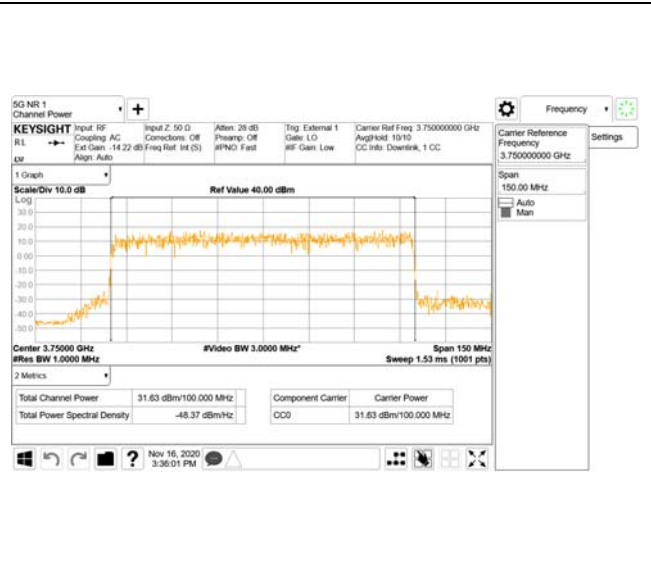 5G NR 1
Channel Power
Frequency
KEYSIGHT
RL
Input: RF
Coupling: AC
Ext Gain: -14.22 dB
Align: Auto
Input Z: 50 Ω
Corrections: Off
Freq Ref: Int (S)
Atten: 28 dB
Preamp: Off
#PNO: Fast
Trig: External 1
Gate: LO
#IF Gain: Low
Carrier Ref Freq: 3.750000000 GHz
Avg|Hold: 10/10
CC Info: Downlink, 1 CC
Carrier Reference
Frequency
3.750000000 GHz
Settings
Span
150.00 MHz
Auto
Man
1 Graph
Scale/Div 10.0 dB
Ref Value 40.00 dBm
Log
30.0
20.0
10.0
0.00
-10.0
-20.0
-30.0
-40.0
-50.0
Center 3.75000 GHz
#Video BW 3.0000 MHz*
Span 150 MHz
#Res BW 1.0000 MHz
Sweep 1.53 ms (1001 pts)
2 Metrics
Total Channel Power 31.63 dBm/100.000 MHz
Total Power Spectral Density -48.37 dBm/Hz
Component Carrier Carrier Power
CC0 31.63 dBm/100.000 MHz
?
Nov 16, 2020
3:36:01 PM